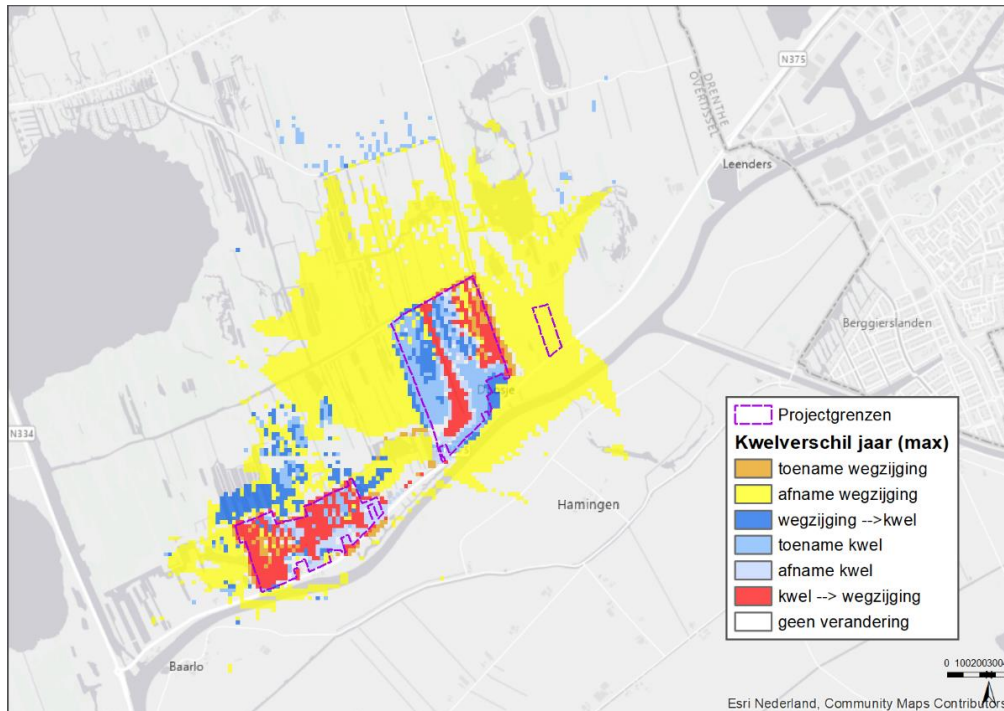 N375
DRENTHE
OVERIJSSEL
Leenders
Berggierslanden
N334
Hamingen
Baarlo
Projectgrenzen
Kwelverschil jaar (max)
toename wegzijging
afname wegzijging
wegzijging -->kwel
toename kwel
afname kwel
kwel --> wegzijging
geen verandering
Esri Nederland, Community Maps Contributors